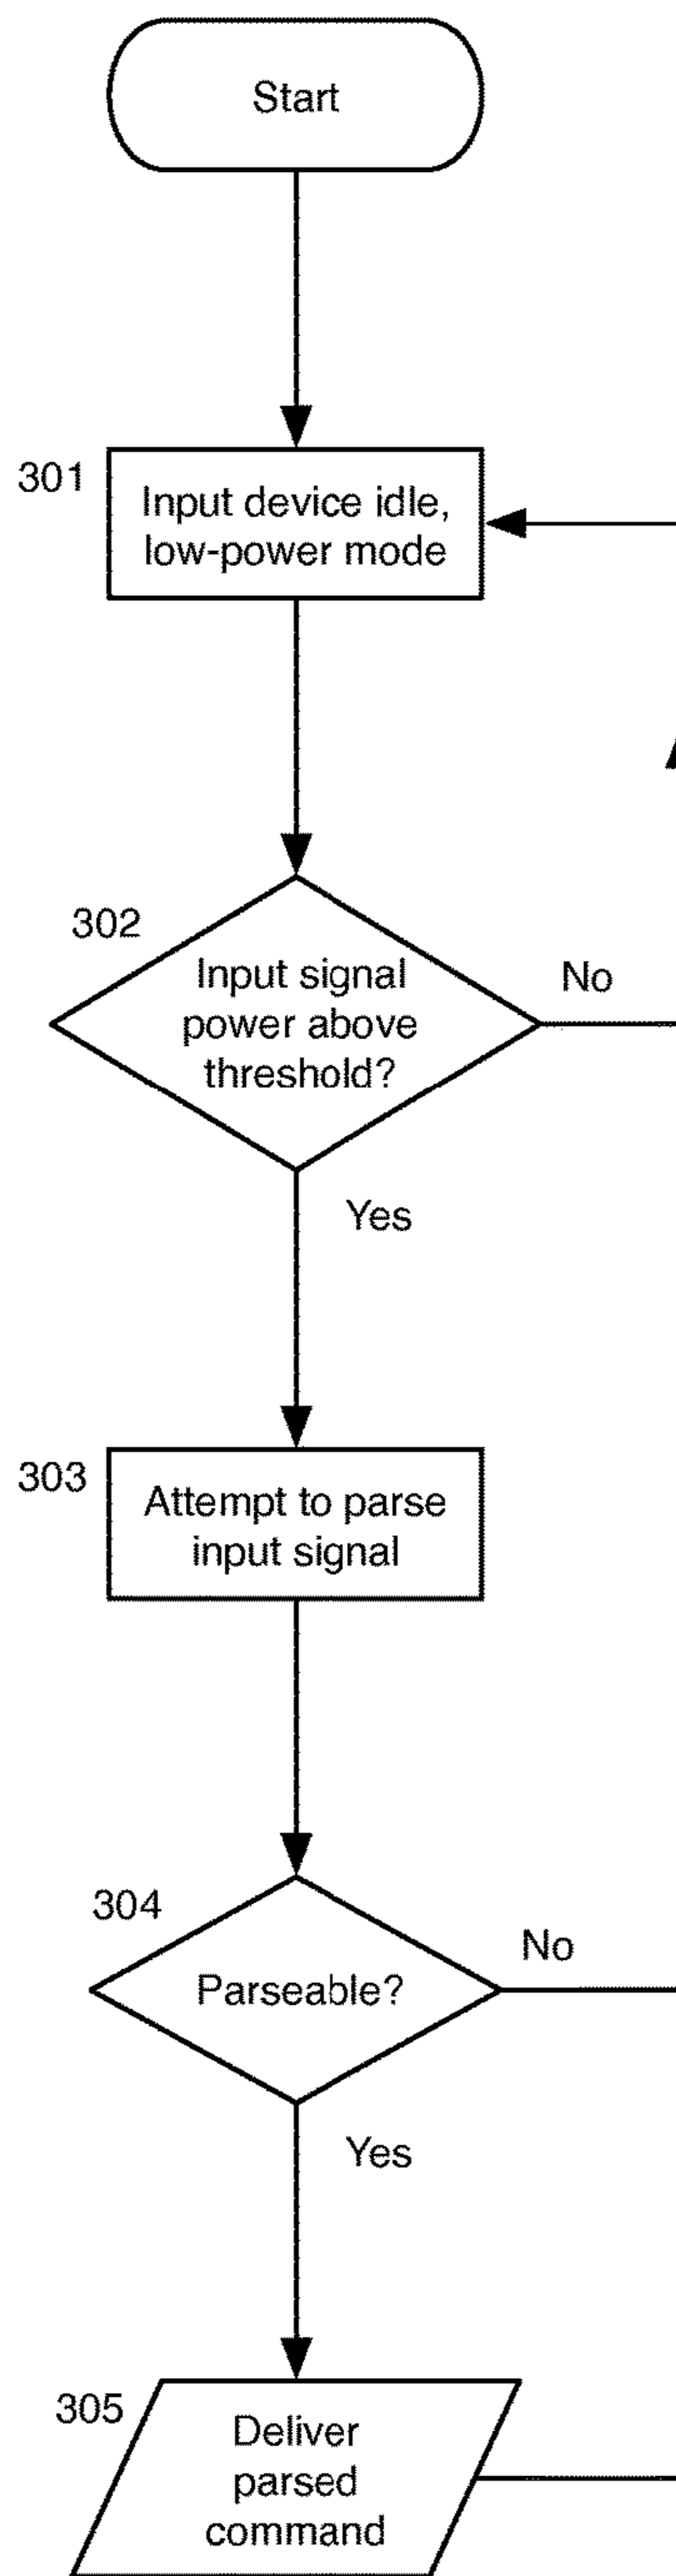 Start
301
Input device idle,
low-power mode
302
Input signal
power above
threshold?
No
Yes
303
Attempt to parse
input signal
304
Parseable?
No
Yes
305
Deliver
parsed
command